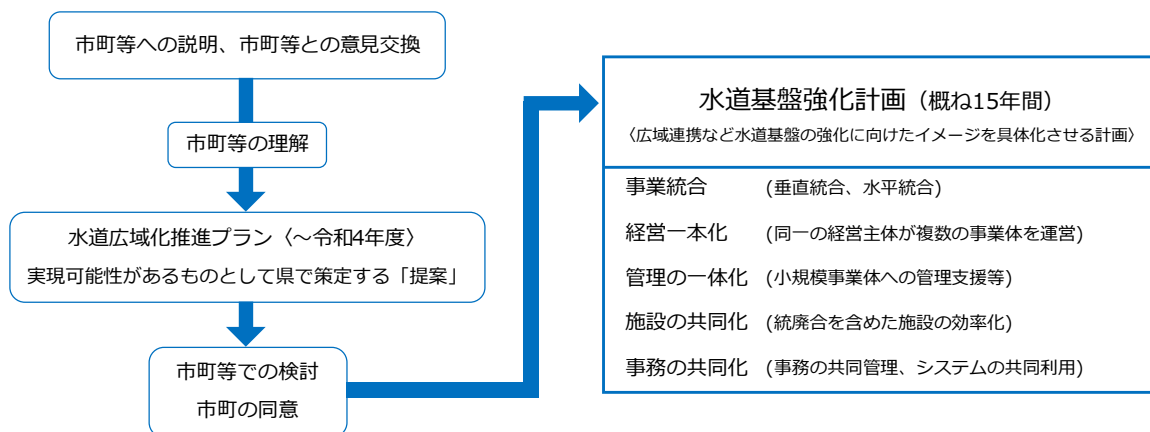 市町等への説明、市町等との意見交換
市町等の理解
水道広域化推進プラン〈～令和4年度〉
実現可能性があるものとして県で策定する「提案」
市町等での検討
市町の同意
水道基盤強化計画（概ね15年間）
〈広域連携など水道基盤の強化に向けたイメージを具体化させる計画〉
事業統合 (垂直統合、水平統合)
経営一本化 (同一の経営主体が複数の事業体を運営)
管理の一体化 (小規模事業体への管理支援等)
施設の共同化 (統廃合を含めた施設の効率化)
事務の共同化 (事務の共同管理、システムの共同利用)